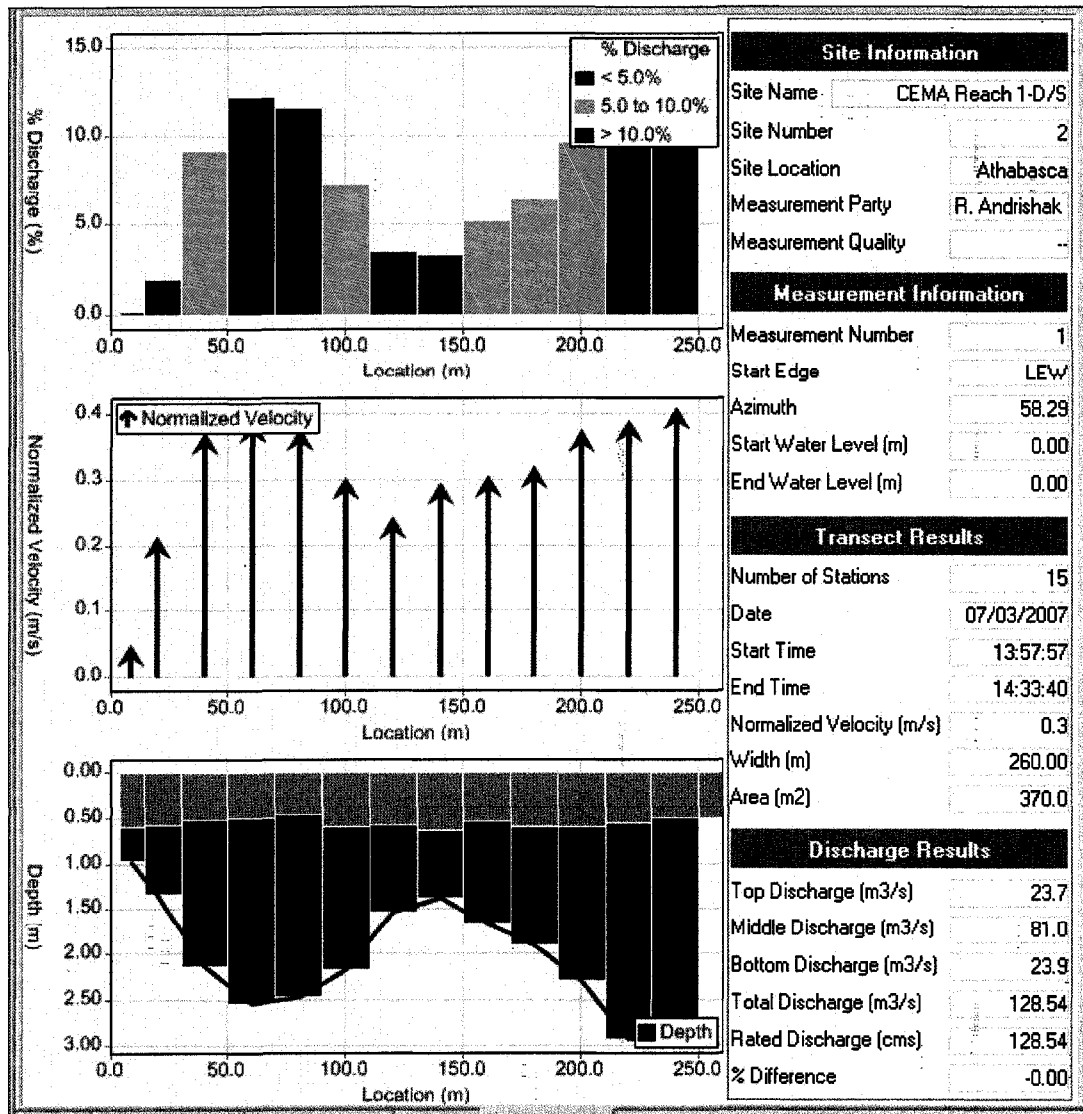 15.0
10.0
5.0
0.0
% Discharge (%)
% Discharge
< 5.0%
5.0 to 10.0%
> 10.0%
0.0 50.0 100.0 150.0 200.0 250.0
Location (m)
0.4
0.3
0.2
0.1
0.0
Normalized Velocity (m/s)
Normalized Velocity
0.0 50.0 100.0 150.0 200.0 250.0
Location (m)
0.00
0.50
1.00
1.50
2.00
2.50
3.00
Depth (m)
Depth
0.0 50.0 100.0 150.0 200.0 250.0
Location (m)
Site Information
Site Name CEMA Reach 1-D/S
Site Number 2
Site Location Athabasca
Measurement Party R. Andrishak
Measurement Quality --
Measurement Information
Measurement Number 1
Start Edge LEW
Azimuth 58.29
Start Water Level (m) 0.00
End Water Level (m) 0.00
Transect Results
Number of Stations 15
Date 07/03/2007
Start Time 13:57:57
End Time 14:33:40
Normalized Velocity (m/s) 0.3
Width (m) 260.00
Area (m2) 370.0
Discharge Results
Top Discharge (m3/s) 23.7
Middle Discharge (m3/s) 81.0
Bottom Discharge (m3/s) 23.9
Total Discharge (m3/s) 128.54
Rated Discharge (cms) 128.54
% Difference -0.00